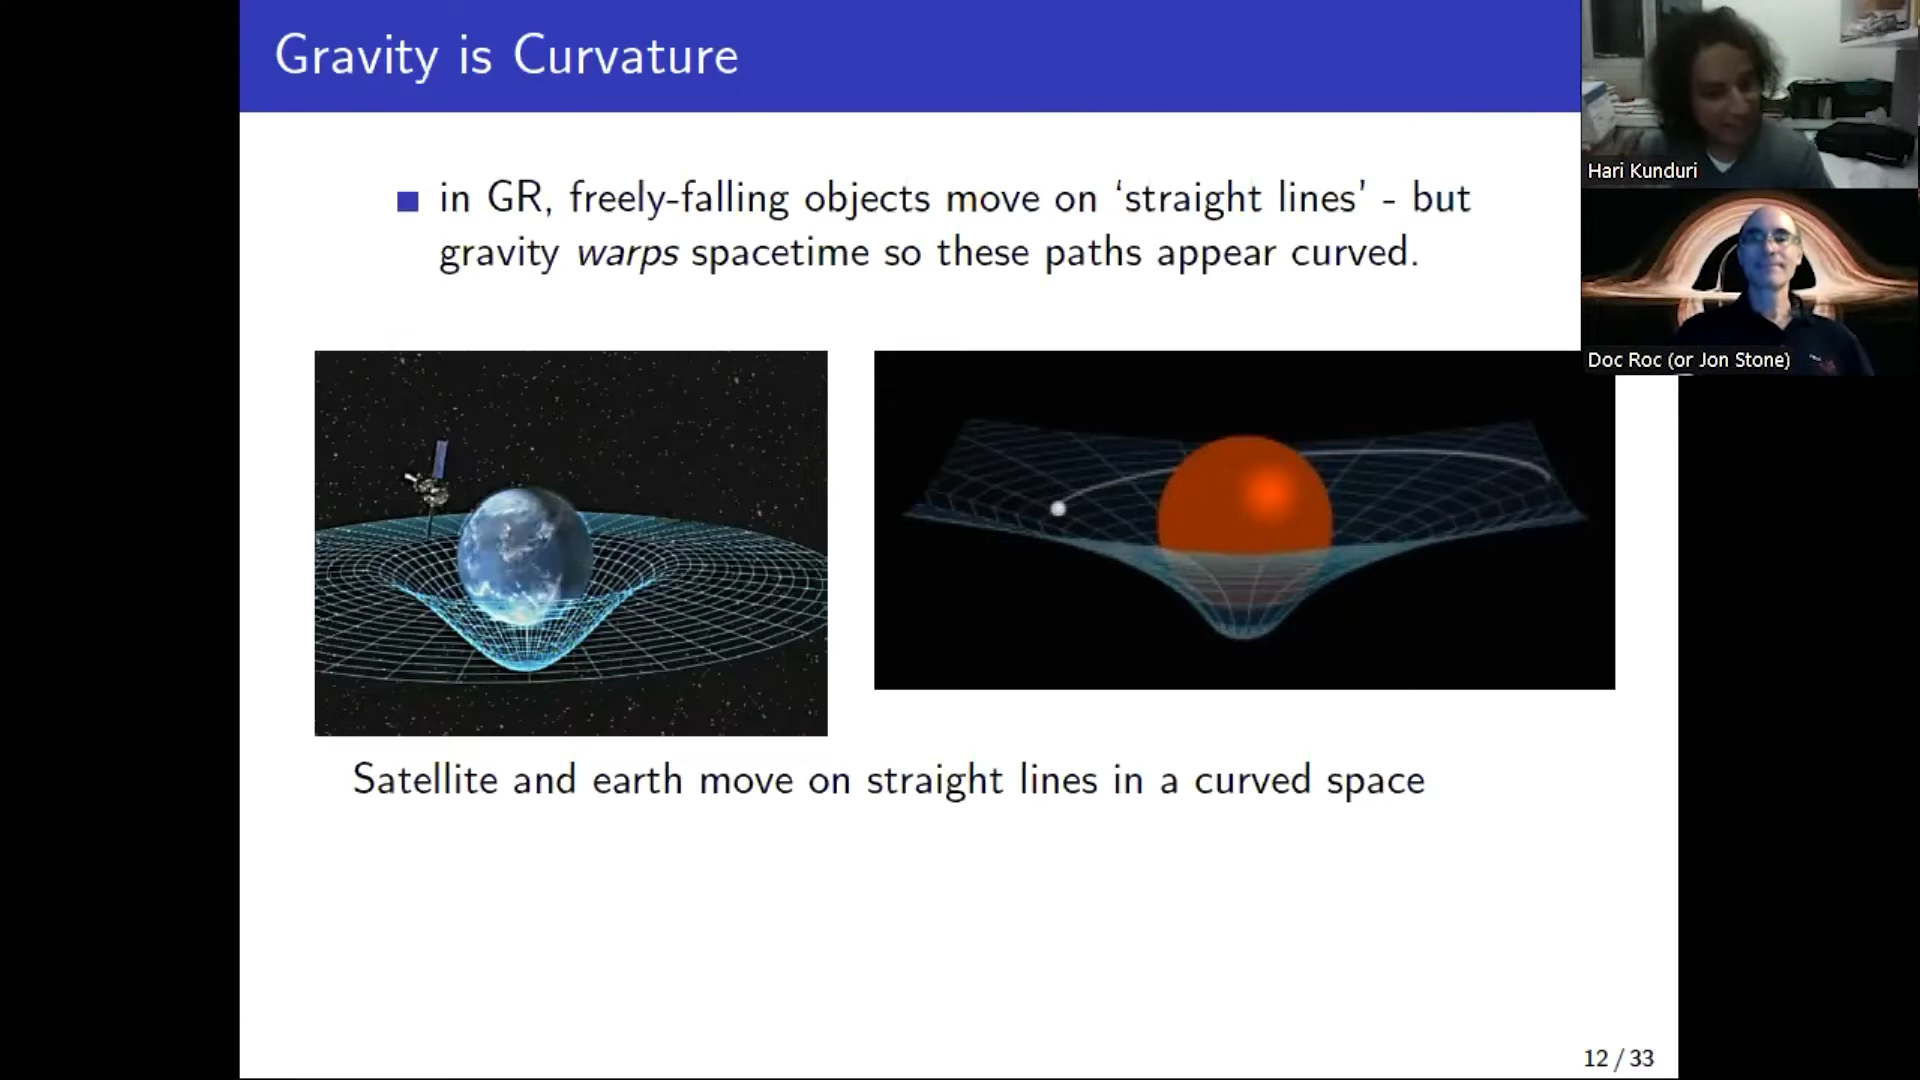 Gravity is Curvature
in GR, freely-falling objects move on ‘straight lines’ - but
gravity warps spacetime so these paths appear curved.
Hari Kunduri
Doc Roc (or Jon Stone)
Satellite and earth move on straight lines in a curved space
12 / 33